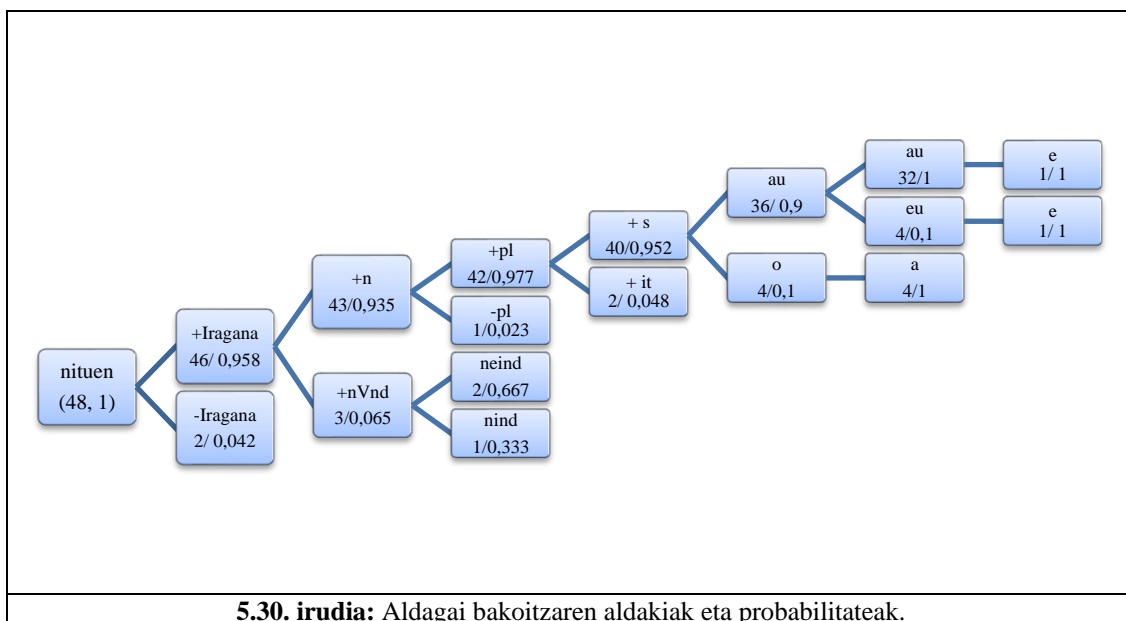 nituen
(48, 1)
+Iragana
46/ 0,958
-Iragana
2/ 0,042
+n
43/0,935
+nVnd
3/0,065
+pl
42/0,977
-pl
1/0,023
neind
2/0,667
nind
1/0,333
+ s
40/0,952
+ it
2/ 0,048
au
36/ 0,9
o
4/0,1
au
32/1
eu
4/0,1
a
4/1
e
1/ 1
e
1/ 1
5.30. irudia: Aldagai bakoitzaren aldakiak eta probabilitateak.